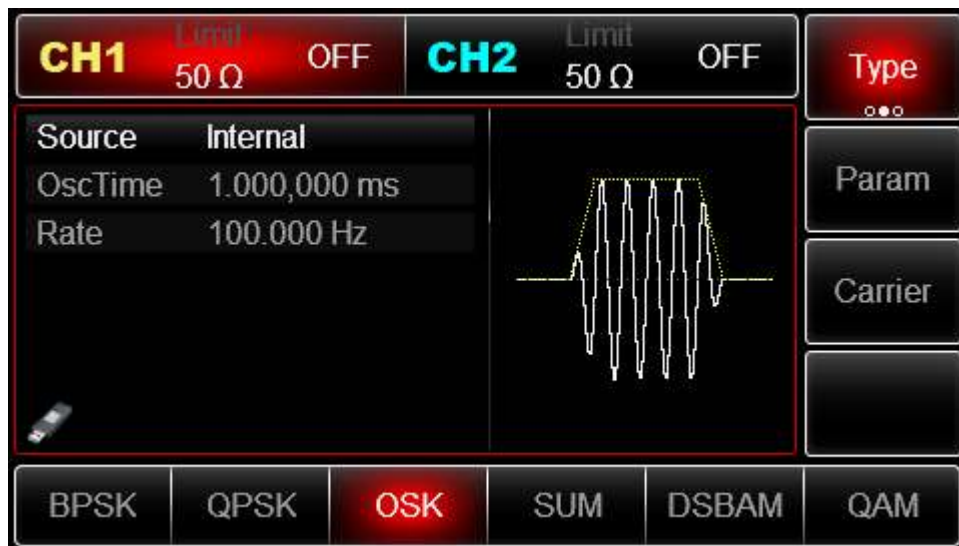 CH1 Limit 50 Ω OFF
CH2 Limit 50 Ω OFF
Type
Source Internal
OscTime 1.000,000 ms
Rate 100.000 Hz
Param
Carrier
BPSK QPSK OSK SUM DSBAM QAM